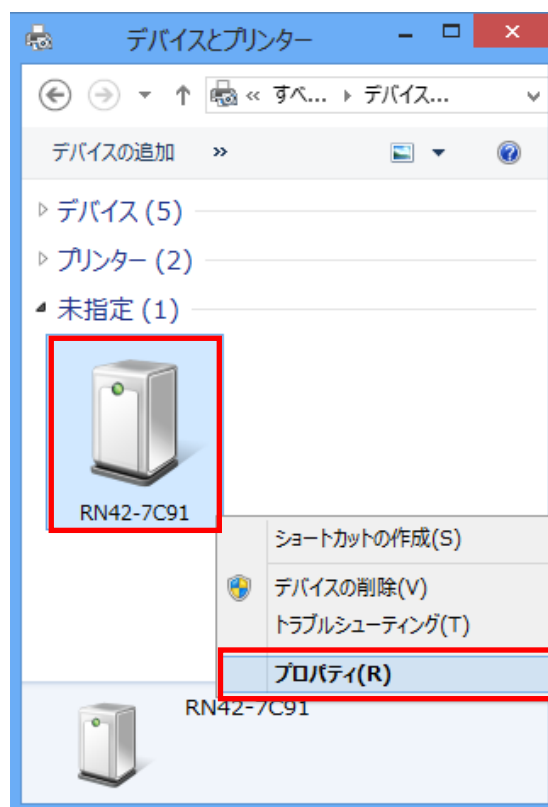 デバイスとプリンター
« すべ... デバイス...
デバイスの追加 »
デバイス (5)
プリンター (2)
未指定 (1)
RN42-7C91
ショートカットの作成(S)
デバイスの削除(V)
トラブルシューティング(T)
プロパティ(R)
RN42-7C91